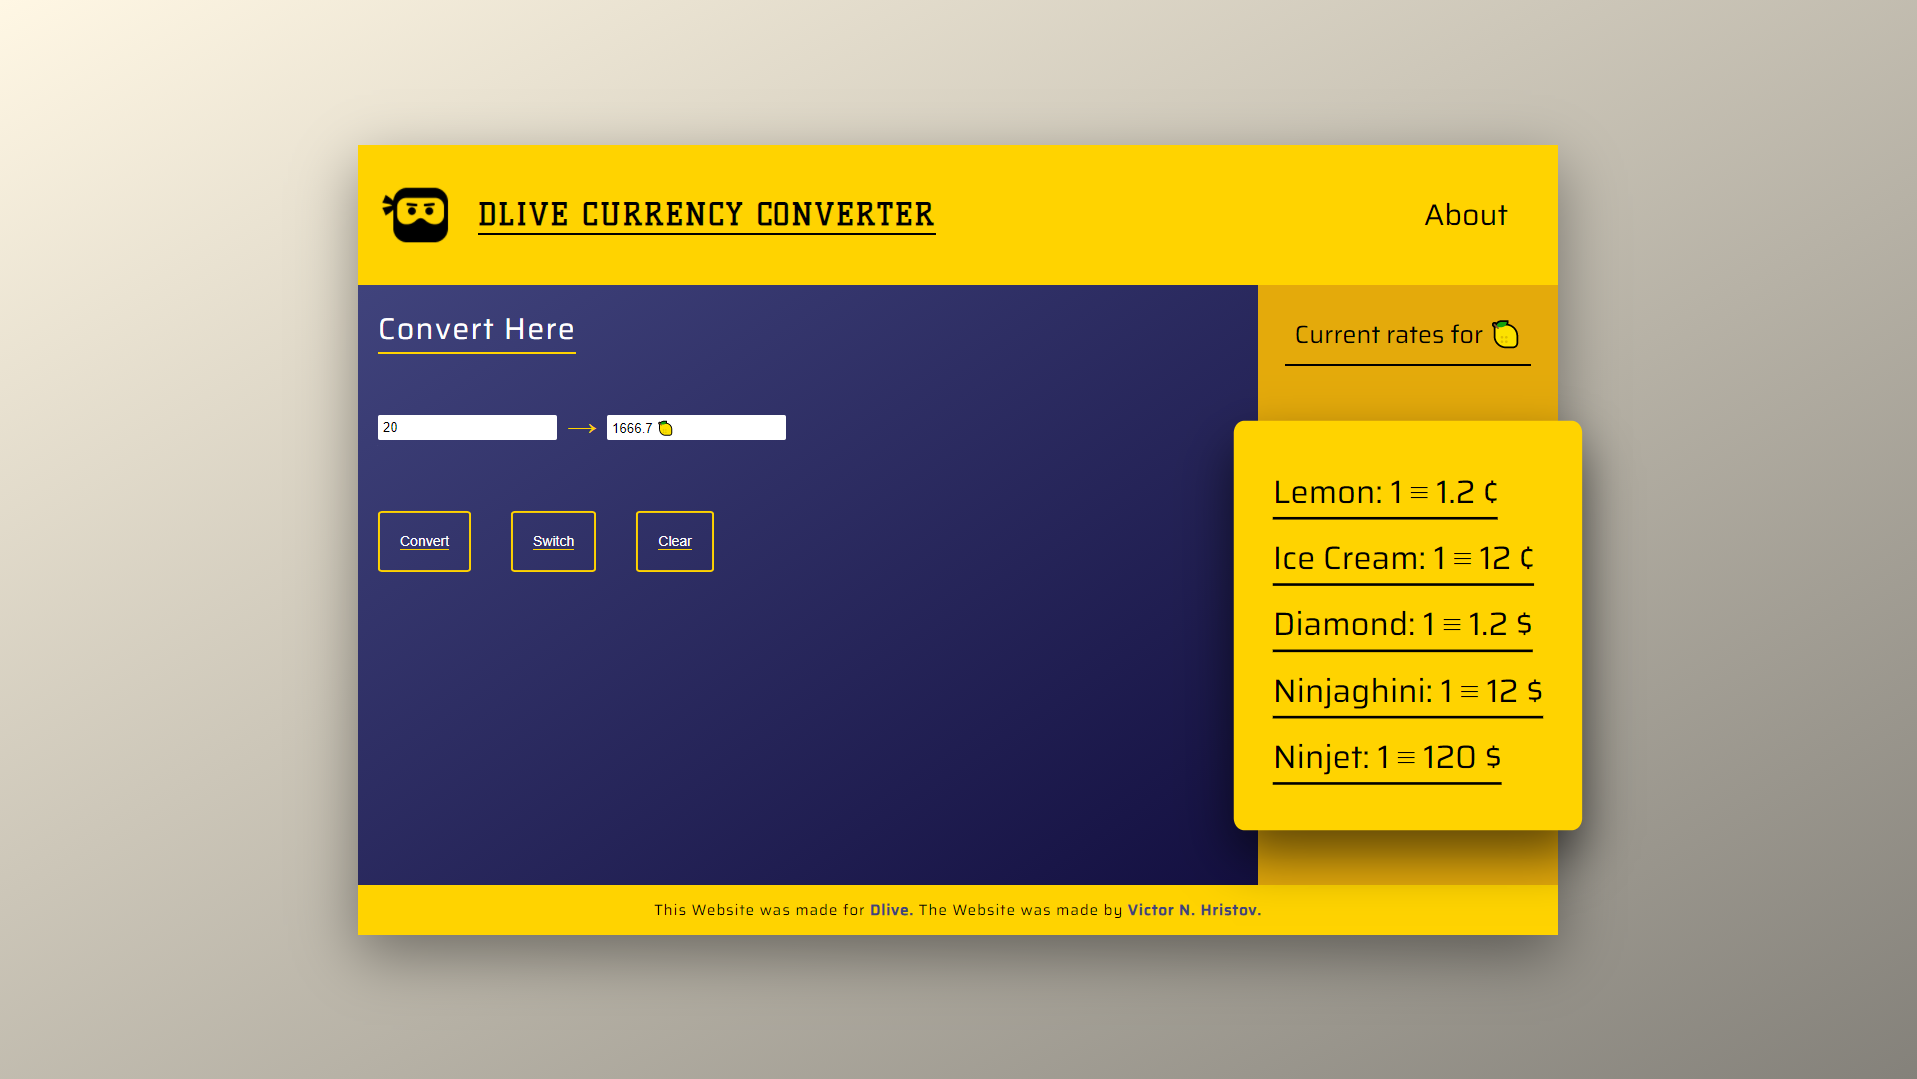 DLIVE CURRENCY CONVERTER
About
Convert Here
Current rates for 🍋
20 → 1666.7 🍋
Convert Switch Clear
Lemon: 1 ≡ 1.2 ¢
Ice Cream: 1 ≡ 12 ¢
Diamond: 1 ≡ 1.2 $
Ninjaghini: 1 ≡ 12 $
Ninjet: 1 ≡ 120 $
This Website was made for Dlive. The Website was made by Victor N. Hristov.